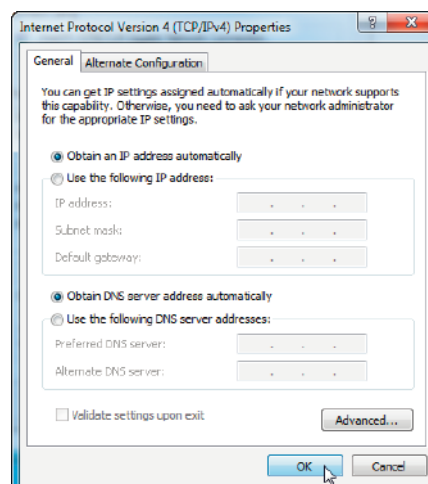 Internet Protocol Version 4 (TCP/IPv4) Properties
General Alternate Configuration
You can get IP settings assigned automatically if your network supports
this capability. Otherwise, you need to ask your network administrator
for the appropriate IP settings.
Obtain an IP address automatically
Use the following IP address:
IP address:
Subnet mask:
Default gateway:
Obtain DNS server address automatically
Use the following DNS server addresses:
Preferred DNS server:
Alternate DNS server:
Validate settings upon exit
Advanced...
OK Cancel